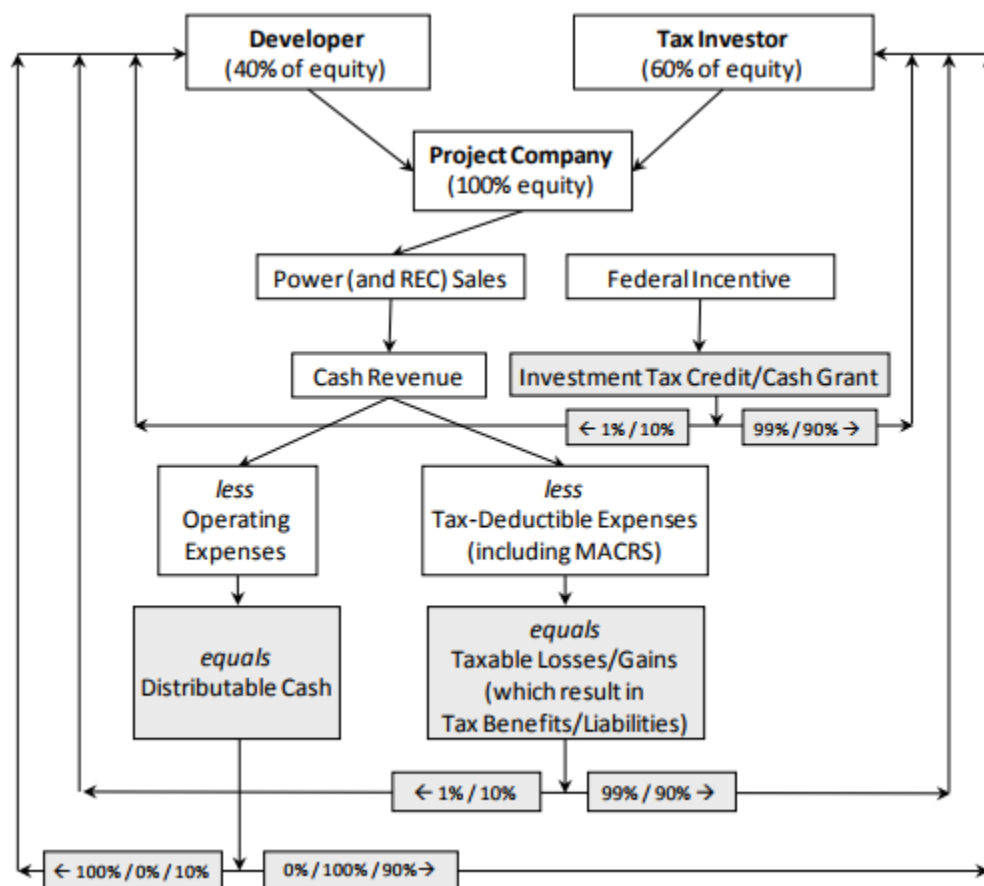 Developer
(40% of equity)
Tax Investor
(60% of equity)
Project Company
(100% equity)
Power (and REC) Sales
Federal Incentive
Cash Revenue
Investment Tax Credit/Cash Grant
← 1% / 10%
99% / 90% →
less
Operating
Expenses
less
Tax-Deductible Expenses
(including MACRS)
equals
Distributable Cash
equals
Taxable Losses/Gains
(which result in
Tax Benefits/Liabilities)
← 1% / 10%
99% / 90% →
← 100% / 0% / 10%
0% / 100% / 90%→